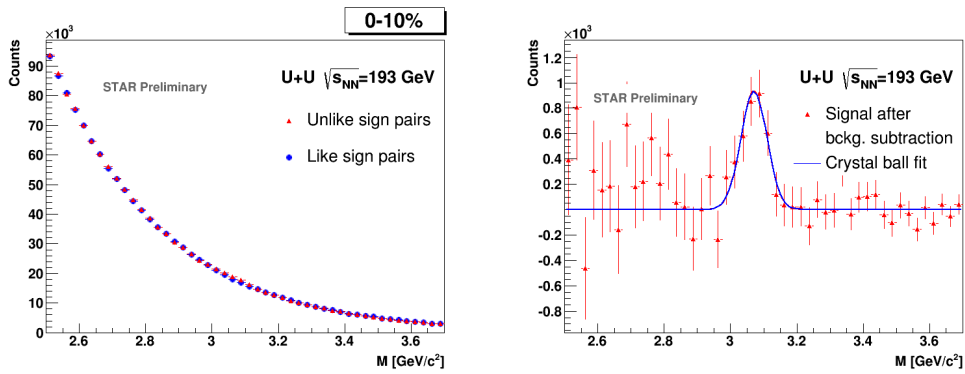 0-10%
×10³
90
80
70
60
50
40
30
20
10
0
Counts
STAR Preliminary
U+U √s_NN=193 GeV
Unlike sign pairs
Like sign pairs
2.6 2.8 3 3.2 3.4 3.6
M [GeV/c²]
×10³
1.2
1
0.8
0.6
0.4
0.2
0
-0.2
-0.4
-0.6
-0.8
Counts
STAR Preliminary
U+U √s_NN=193 GeV
Signal after
bckg. subtraction
Crystal ball fit
2.6 2.8 3 3.2 3.4 3.6
M [GeV/c²]